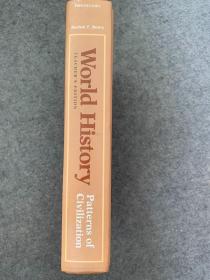 Burton F. Beers
World History
TEACHER'S EDITION
Patterns of
Civilization